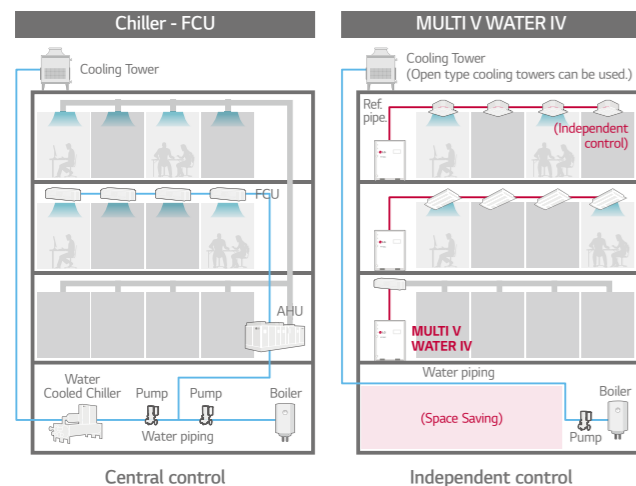 Chiller - FCU
Cooling Tower
FCU
AHU
Water
Cooled Chiller
Pump
Pump
Boiler
Water piping
Central control
MULTI V WATER IV
Cooling Tower
(Open type cooling towers can be used.)
Ref.
pipe.
(Independent
control)
MULTI V
WATER IV
Water piping
Boiler
(Space Saving)
Pump
Independent control